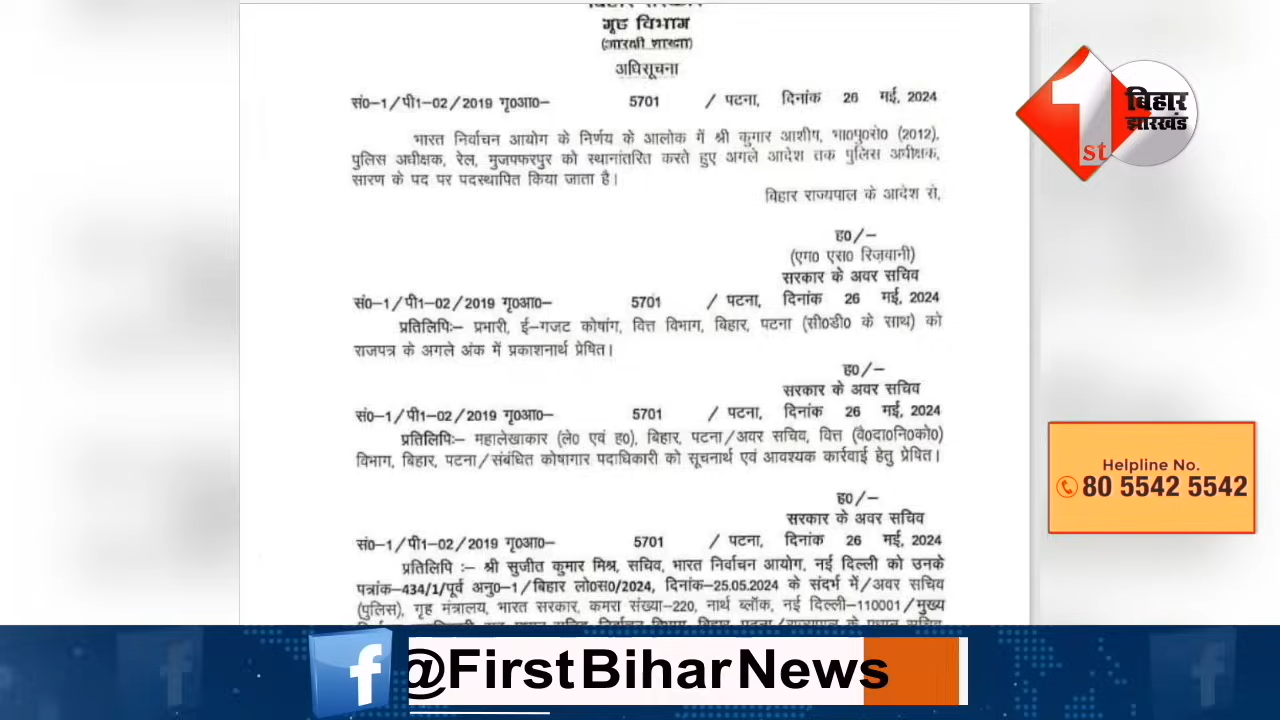 गृह विभाग
(आरक्षी शाखा)
अधिसूचना
सं0-1/पी1-02/2019 गृ0आ0- 5701 / पटना, दिनांक 26 मई, 2024
भारत निर्वाचन आयोग के निर्णय के आलोक में श्री कुमार आशीष, भा0पु0से0 (2012),
पुलिस अधीक्षक, रेल, मुजफ्फरपुर को स्थानांतरित करते हुए अगले आदेश तक पुलिस अधीक्षक,
सारण के पद पर पदस्थापित किया जाता है।
बिहार राज्यपाल के आदेश से,
ह0/-
(एम0 एस0 रिज़वानी)
सरकार के अवर सचिव
सं0-1/पी1-02/2019 गृ0आ0- 5701 / पटना, दिनांक 26 मई, 2024
प्रतिलिपिः- प्रभारी, ई-गजट कोषांग, वित्त विभाग, बिहार, पटना (सी0डी0 के साथ) को
राजपत्र के अगले अंक में प्रकाशनार्थ प्रेषित।
ह0/-
सरकार के अवर सचिव
सं0-1/पी1-02/2019 गृ0आ0- 5701 / पटना, दिनांक 26 मई, 2024
प्रतिलिपिः- महालेखाकार (ले0 एवं ह0), बिहार, पटना/अवर सचिव, वित्त (वै0दा0नि0को0)
विभाग, बिहार, पटना/संबंधित कोषागार पदाधिकारी को सूचनार्थ एवं आवश्यक कार्रवाई हेतु प्रेषित।
ह0/-
सरकार के अवर सचिव
सं0-1/पी1-02/2019 गृ0आ0- 5701 / पटना, दिनांक 26 मई, 2024
प्रतिलिपि :- श्री सुजीत कुमार मिश्र, सचिव, भारत निर्वाचन आयोग, नई दिल्ली को उनके
पत्रांक-434/1/पूर्व अनु0-1/बिहार लो0स0/2024, दिनांक-25.05.2024 के संदर्भ में/अवर सचिव
(पुलिस), गृह मंत्रालय, भारत सरकार, कमरा संख्या-220, नार्थ ब्लॉक, नई दिल्ली-110001/मुख्य
1st
बिहार
झारखंड
Helpline No.
80 5542 5542
@FirstBiharNews